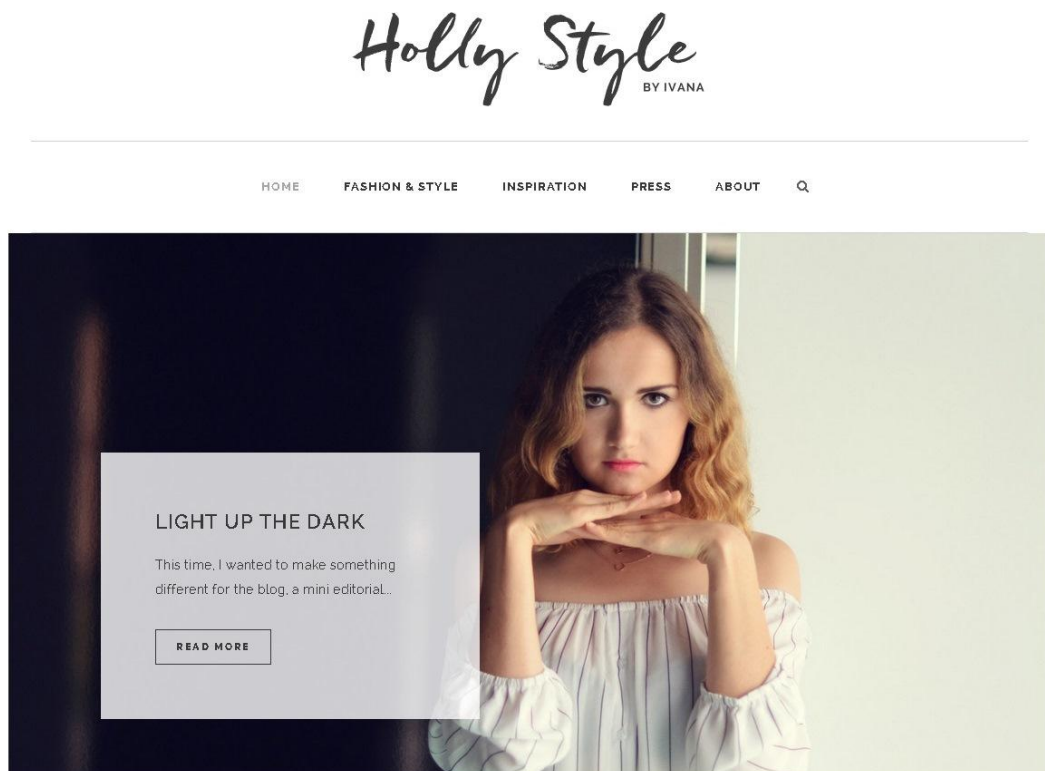 Holly Style
BY IVANA
HOME FASHION & STYLE INSPIRATION PRESS ABOUT
LIGHT UP THE DARK
This time, I wanted to make something
different for the blog, a mini editorial...
READ MORE